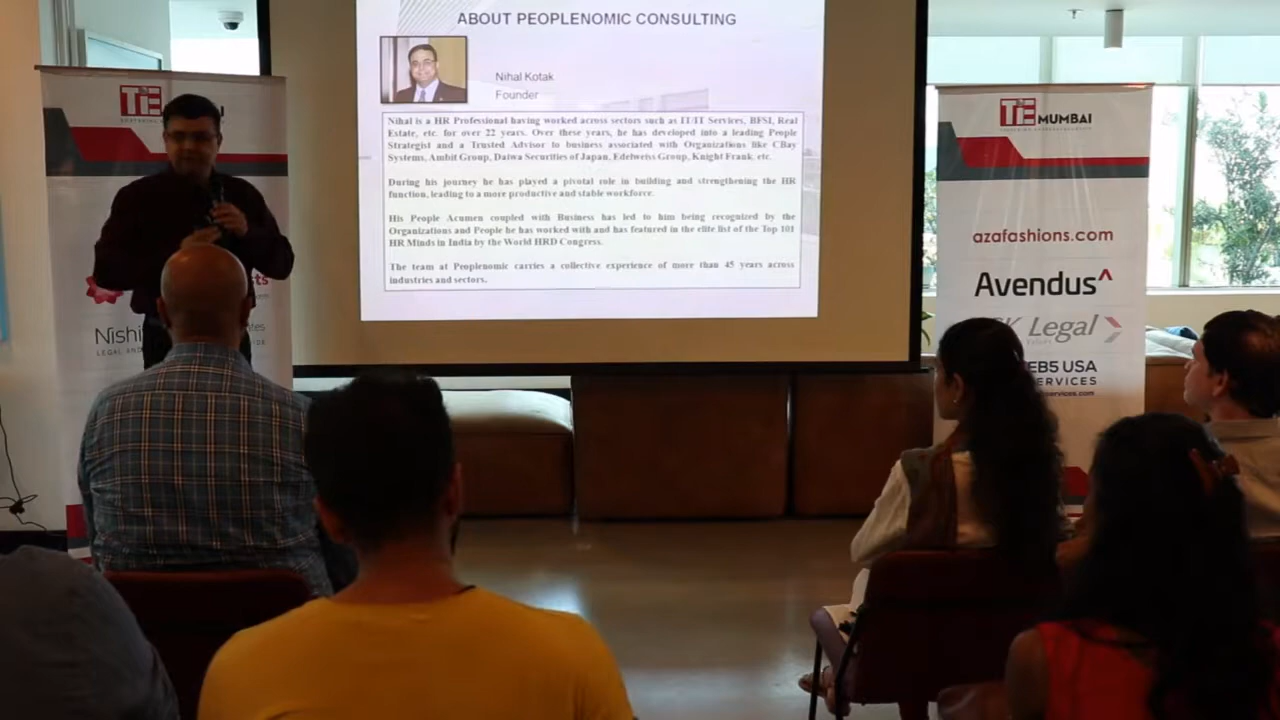 ABOUT PEOPLENOMIC CONSULTING
Nihal Kotak
Founder
Nihal is a HR Professional having worked across sectors such as IT/IT Services, BFSI, Real
Estate, etc. for over 22 years. Over these years, he has developed into a leading People
Strategist and a Trusted Advisor to business associated with Organizations like CBay
Systems, Ambit Group, Daiwa Securities of Japan, Edelweiss Group, Knight Frank, etc.
During his journey he has played a pivotal role in building and strengthening the HR
function, leading to a more productive and stable workforce.
His People Acumen coupled with Business has led to him being recognized by the
Organizations and People he has worked with and has featured in the elite list of the Top 101
HR Minds in India by the World HRD Congress.
The team at Peoplenomic carries a collective experience of more than 45 years across
industries and sectors.
TiE
Nishi
LEGAL AND
TiE MUMBAI
azafashions.com
Avendus
Legal
EB5 USA
SERVICES
services.com